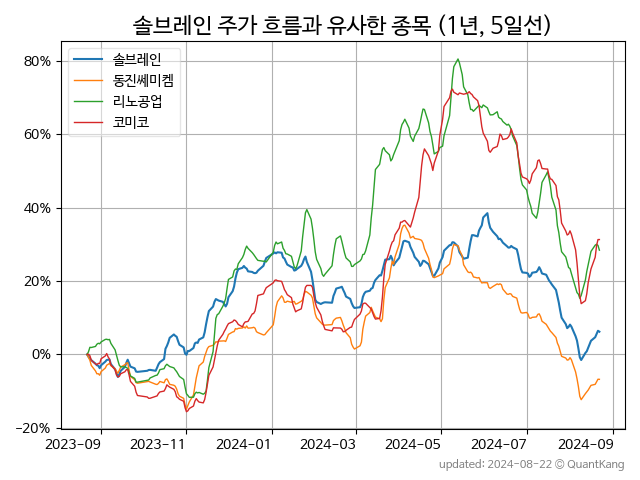 솔브레인 주가 흐름과 유사한 종목 (1년, 5일선)
솔브레인
동진쎄미켐
리노공업
코미코
80%
60%
40%
20%
0%
−20%
2023-09 2023-11 2024-01 2024-03 2024-05 2024-07 2024-09
updated: 2024-08-22 © QuantKang